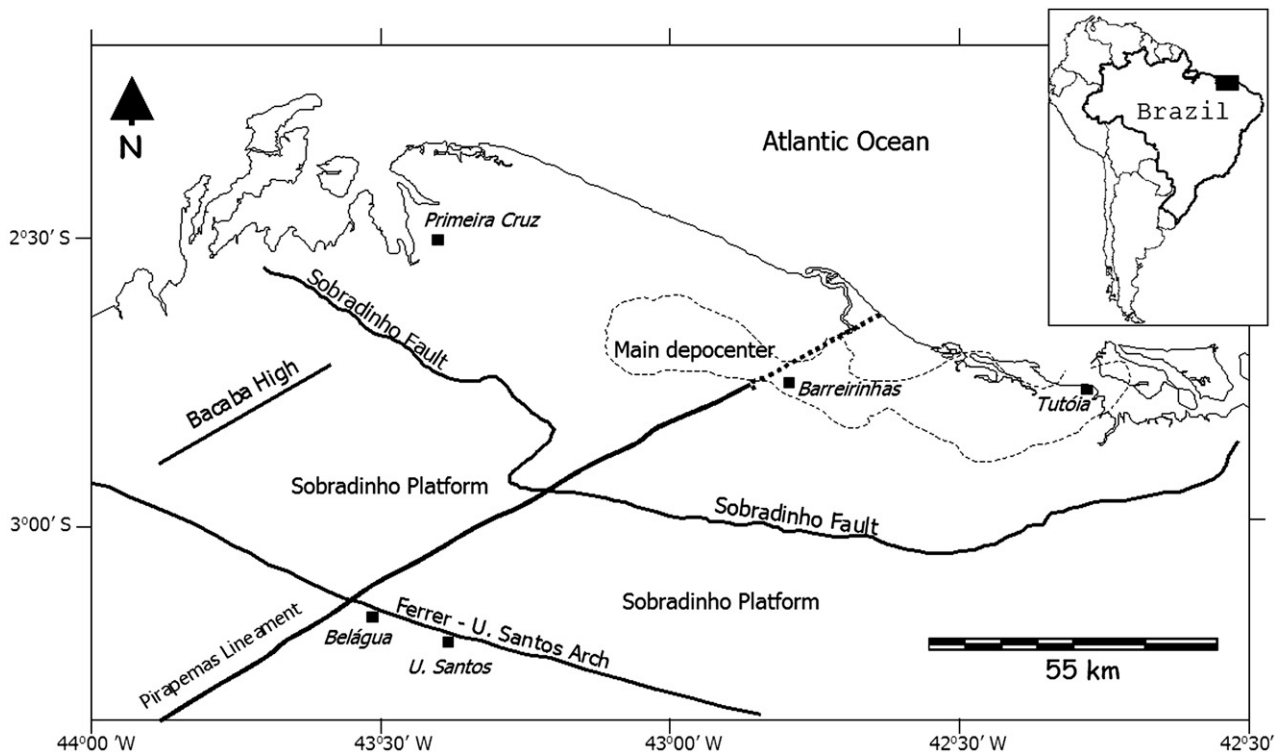 Brazil
N
Atlantic Ocean
Primeira Cruz
2°30' S
Sobradinho Fault
Main depocenter
Bacaba High
Barreirinhas
Tutóia
Sobradinho Platform
Sobradinho Fault
3°00' S
Sobradinho Platform
Pirapemas Lineament
Ferrer - U. Santos Arch
Belágua
U. Santos
55 km
44°00' W
43°30' W
43°00' W
42°30' W
42°30'